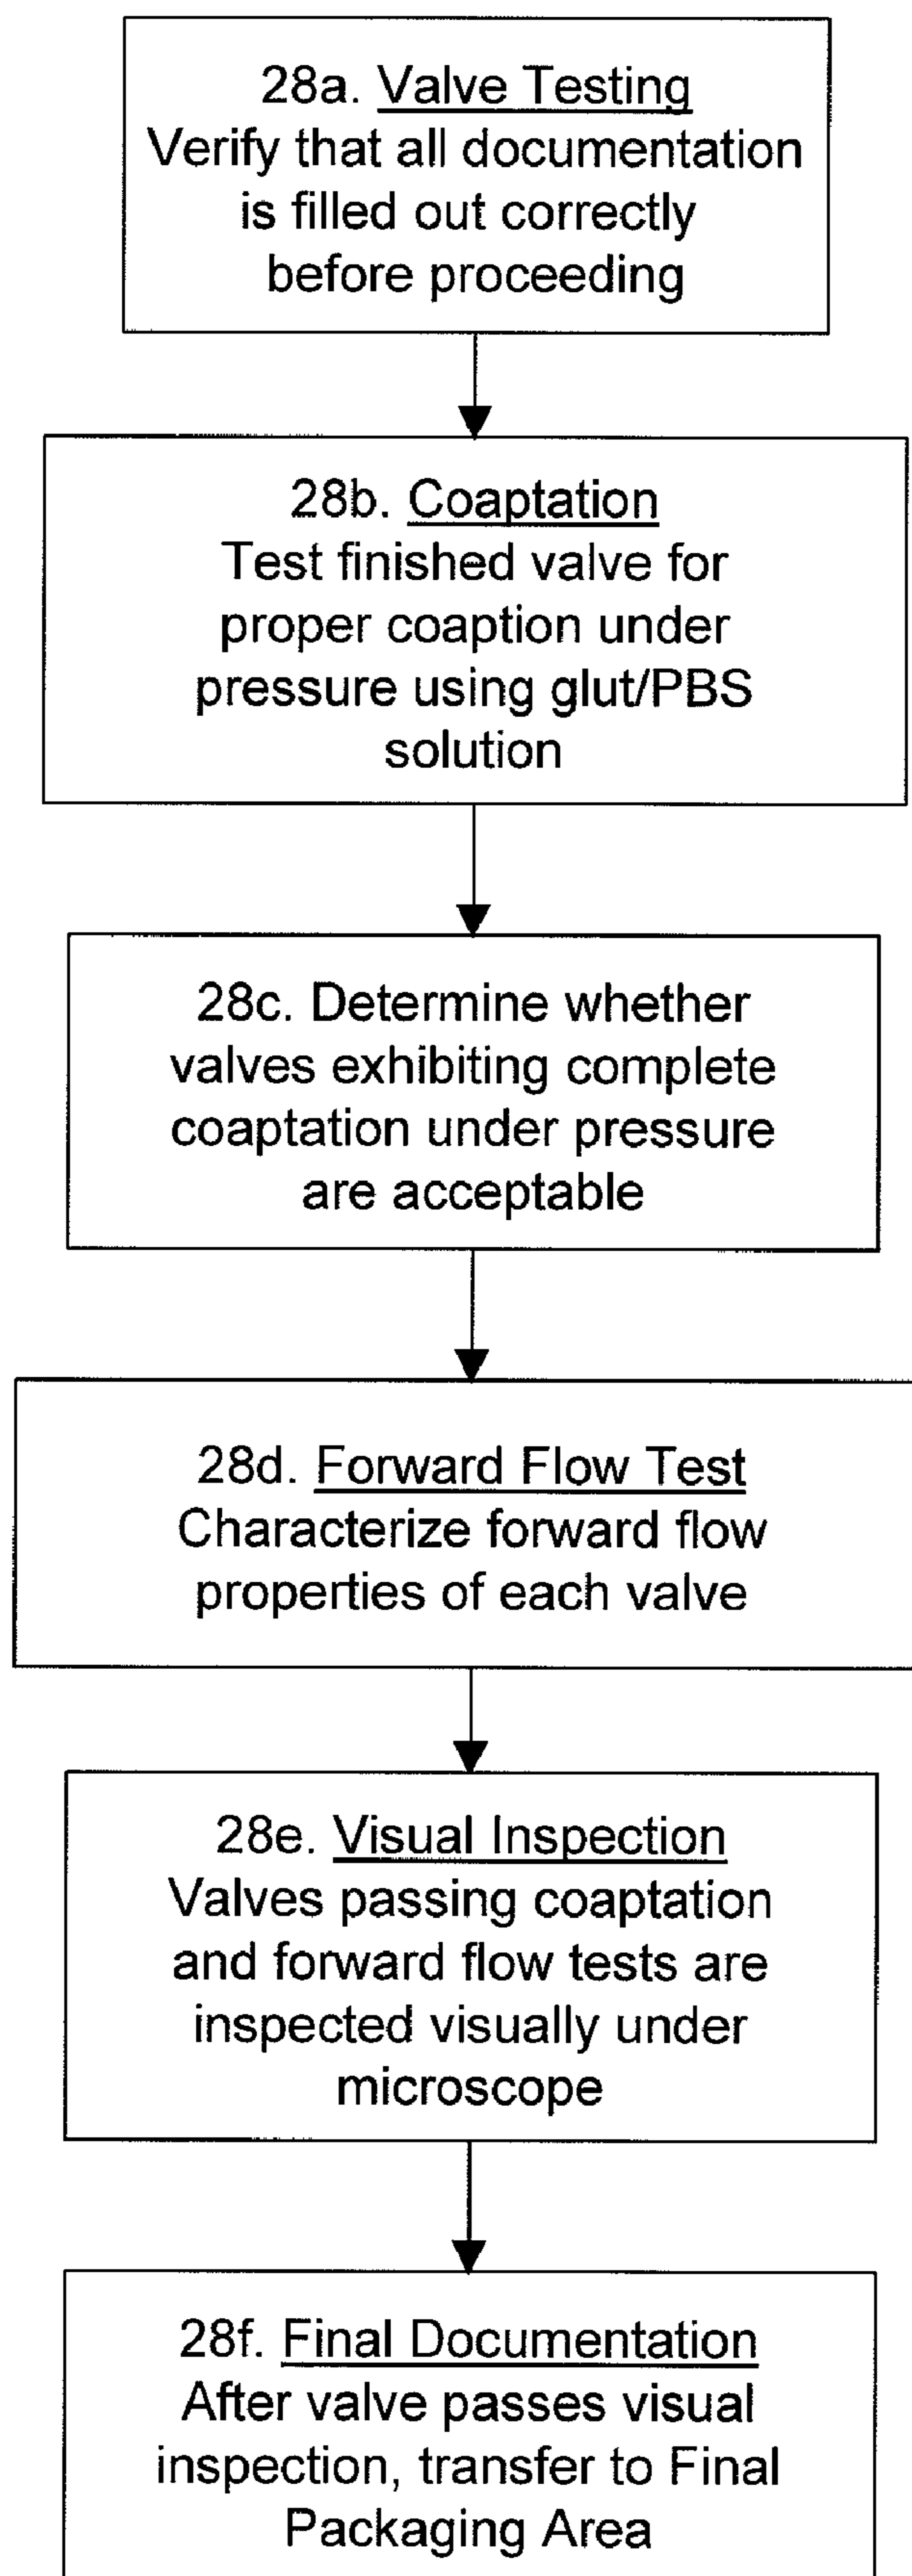 28a. Valve Testing
Verify that all documentation
is filled out correctly
before proceeding
28b. Coaptation
Test finished valve for
proper coaption under
pressure using glut/PBS
solution
28c. Determine whether
valves exhibiting complete
coaptation under pressure
are acceptable
28d. Forward Flow Test
Characterize forward flow
properties of each valve
28e. Visual Inspection
Valves passing coaptation
and forward flow tests are
inspected visually under
microscope
28f. Final Documentation
After valve passes visual
inspection, transfer to Final
Packaging Area